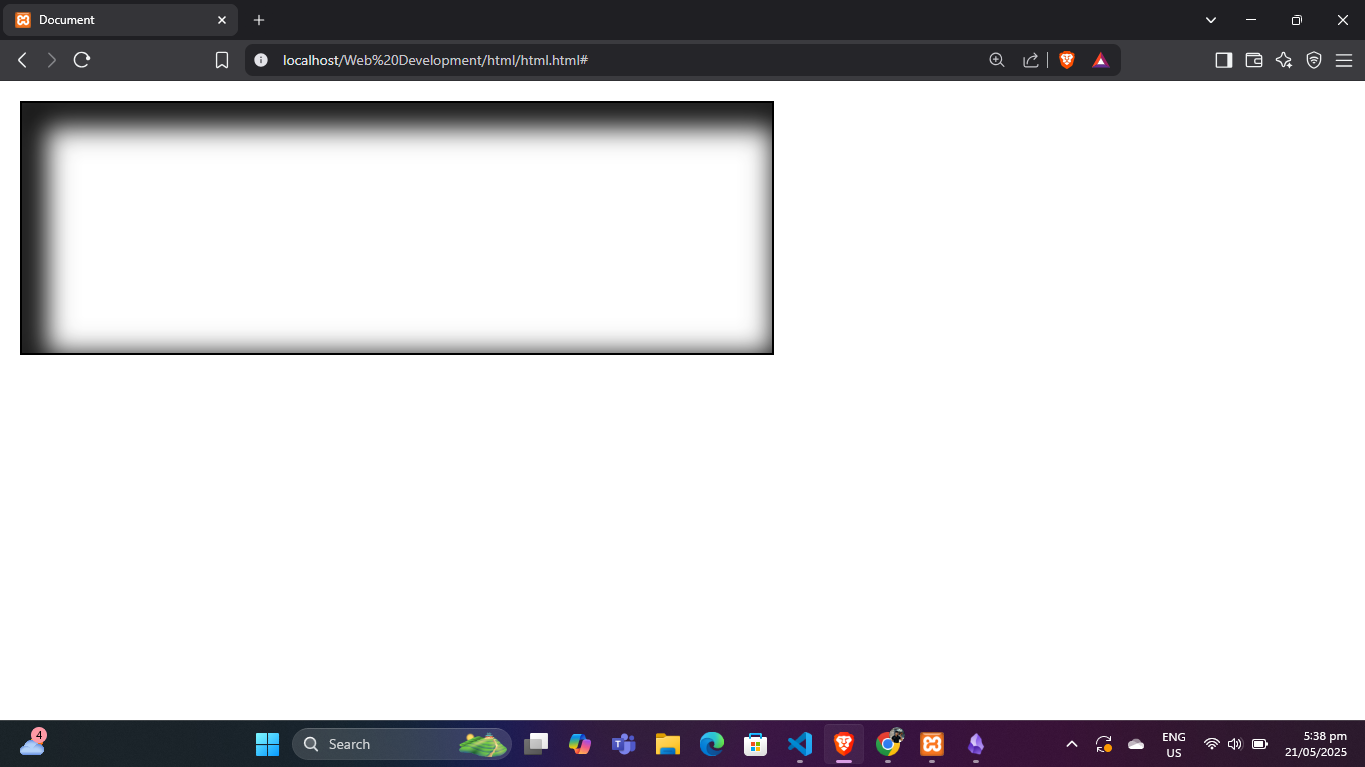 Document
localhost/Web%20Development/html/html.html#
4
Search
ENG
US
5:38 pm
21/05/2025